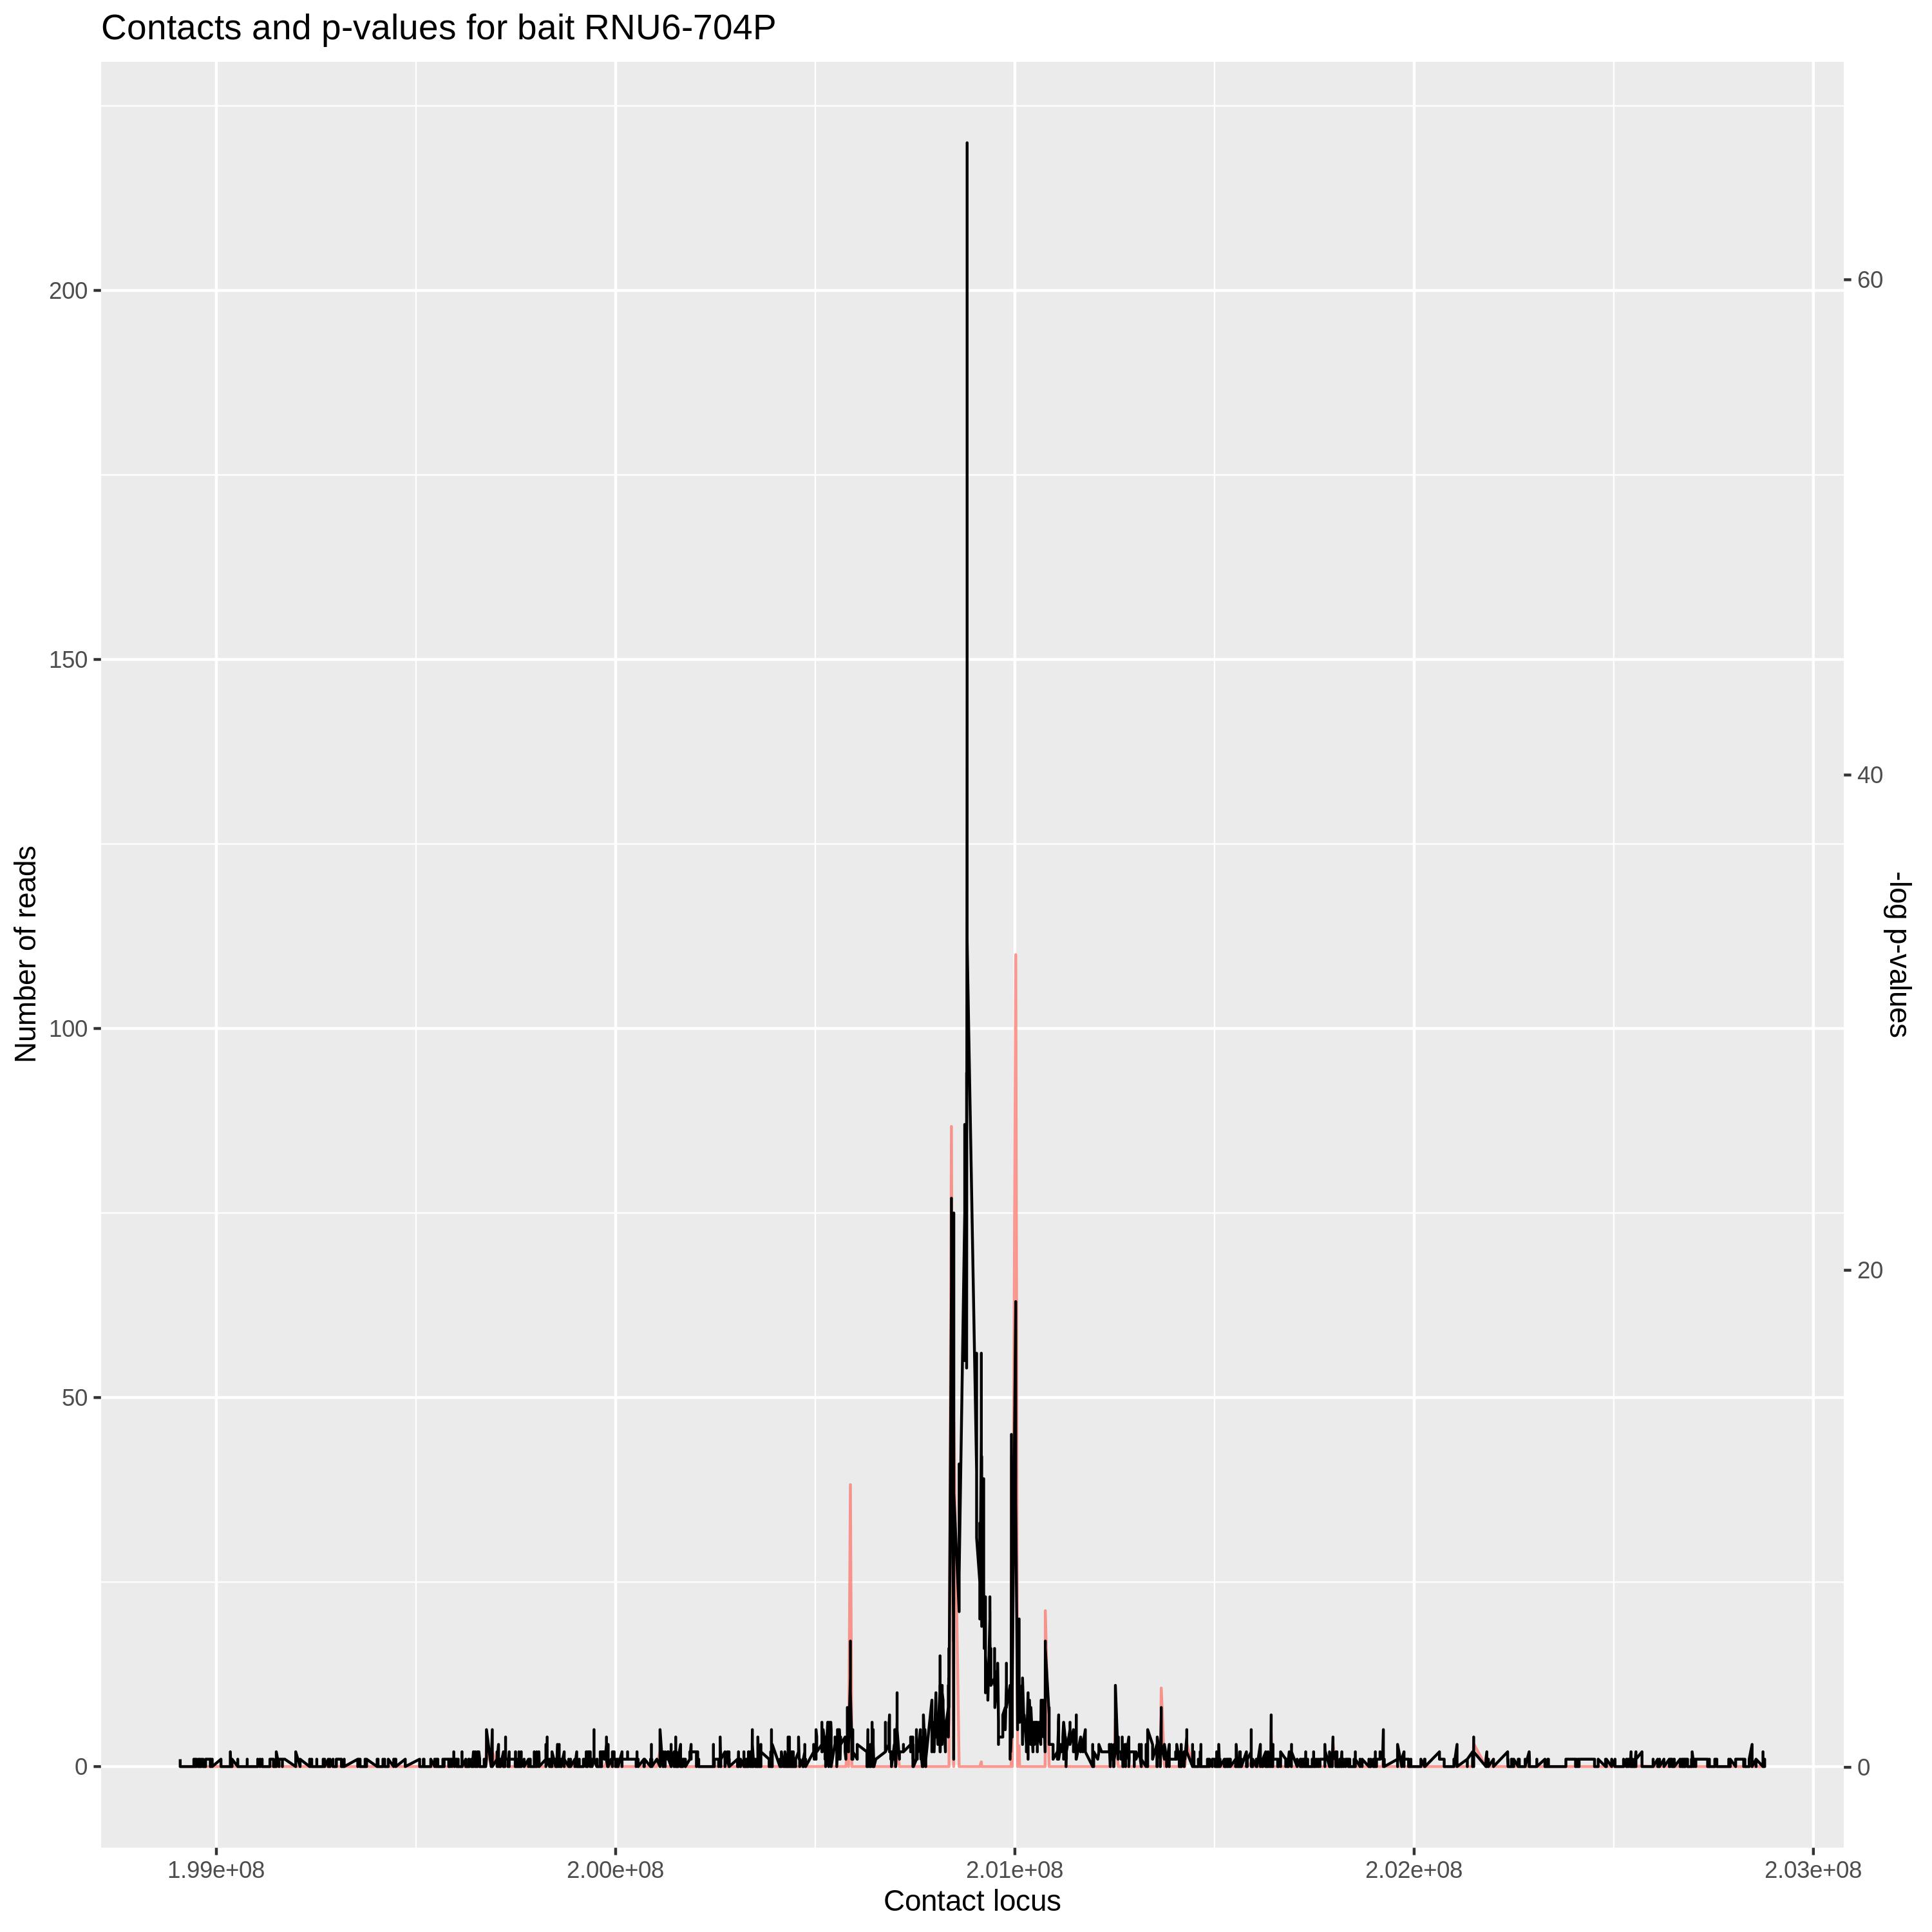 Contacts and p-values for bait RNU6-704P
Number of reads
200
150
100
50
0
60
40
20
0
-log p-values
1.99e+08
2.00e+08
2.01e+08
2.02e+08
2.03e+08
Contact locus